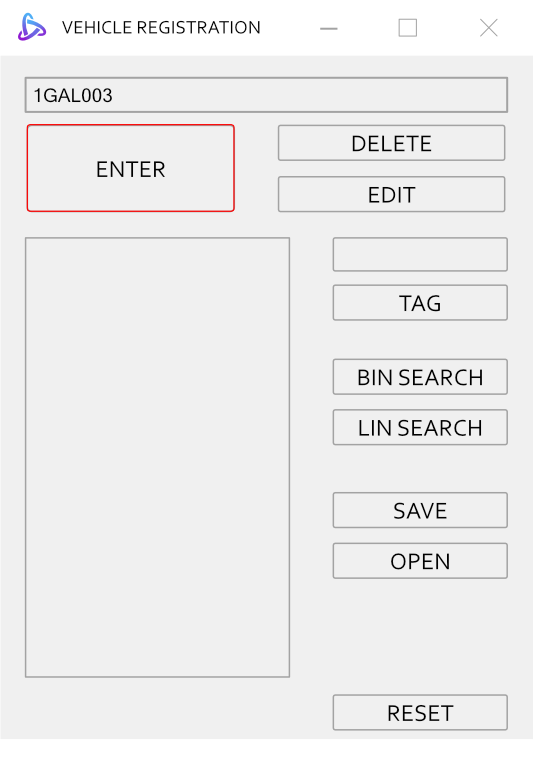 VEHICLE REGISTRATION
1GAL003
ENTER
DELETE
EDIT
TAG
BIN SEARCH
LIN SEARCH
SAVE
OPEN
RESET